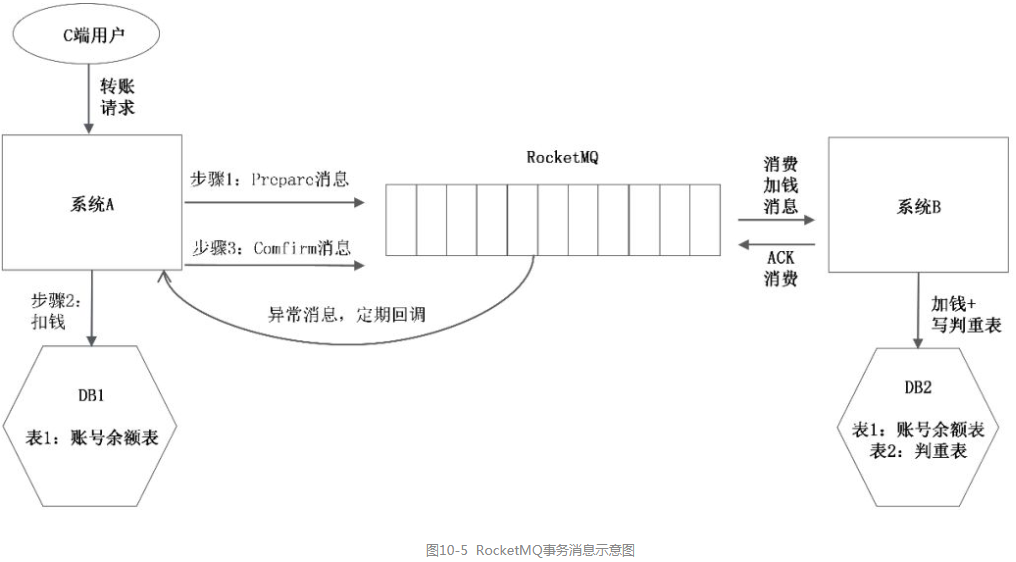 C端用户
转账
请求
系统A
步骤1：Prepare消息
步骤3：Comfirm消息
RocketMQ
消费
加钱
消息
ACK
消费
系统B
异常消息，定期回调
步骤2：
扣钱
DB1
表1：账号余额表
加钱+
写判重表
DB2
表1：账号余额表
表2：判重表
图10-5 RocketMQ事务消息示意图